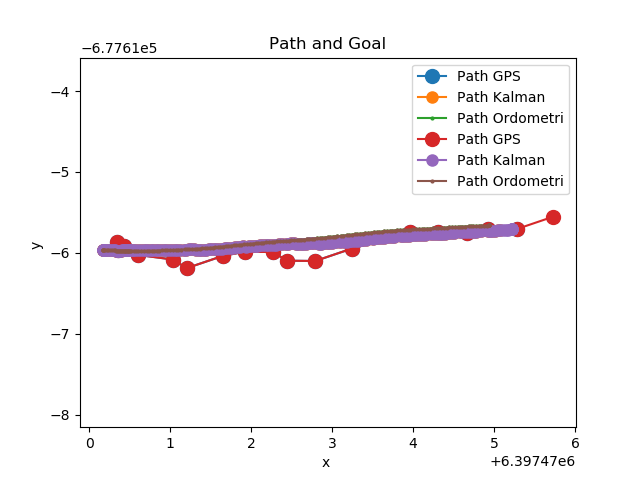 Path and Goal
−6.7761e5
Path GPS
Path Kalman
Path Ordometri
Path GPS
Path Kalman
Path Ordometri
−4
−5
−6
−7
−8
y
0 1 2 3 4 5 6
x
+6.39747e6